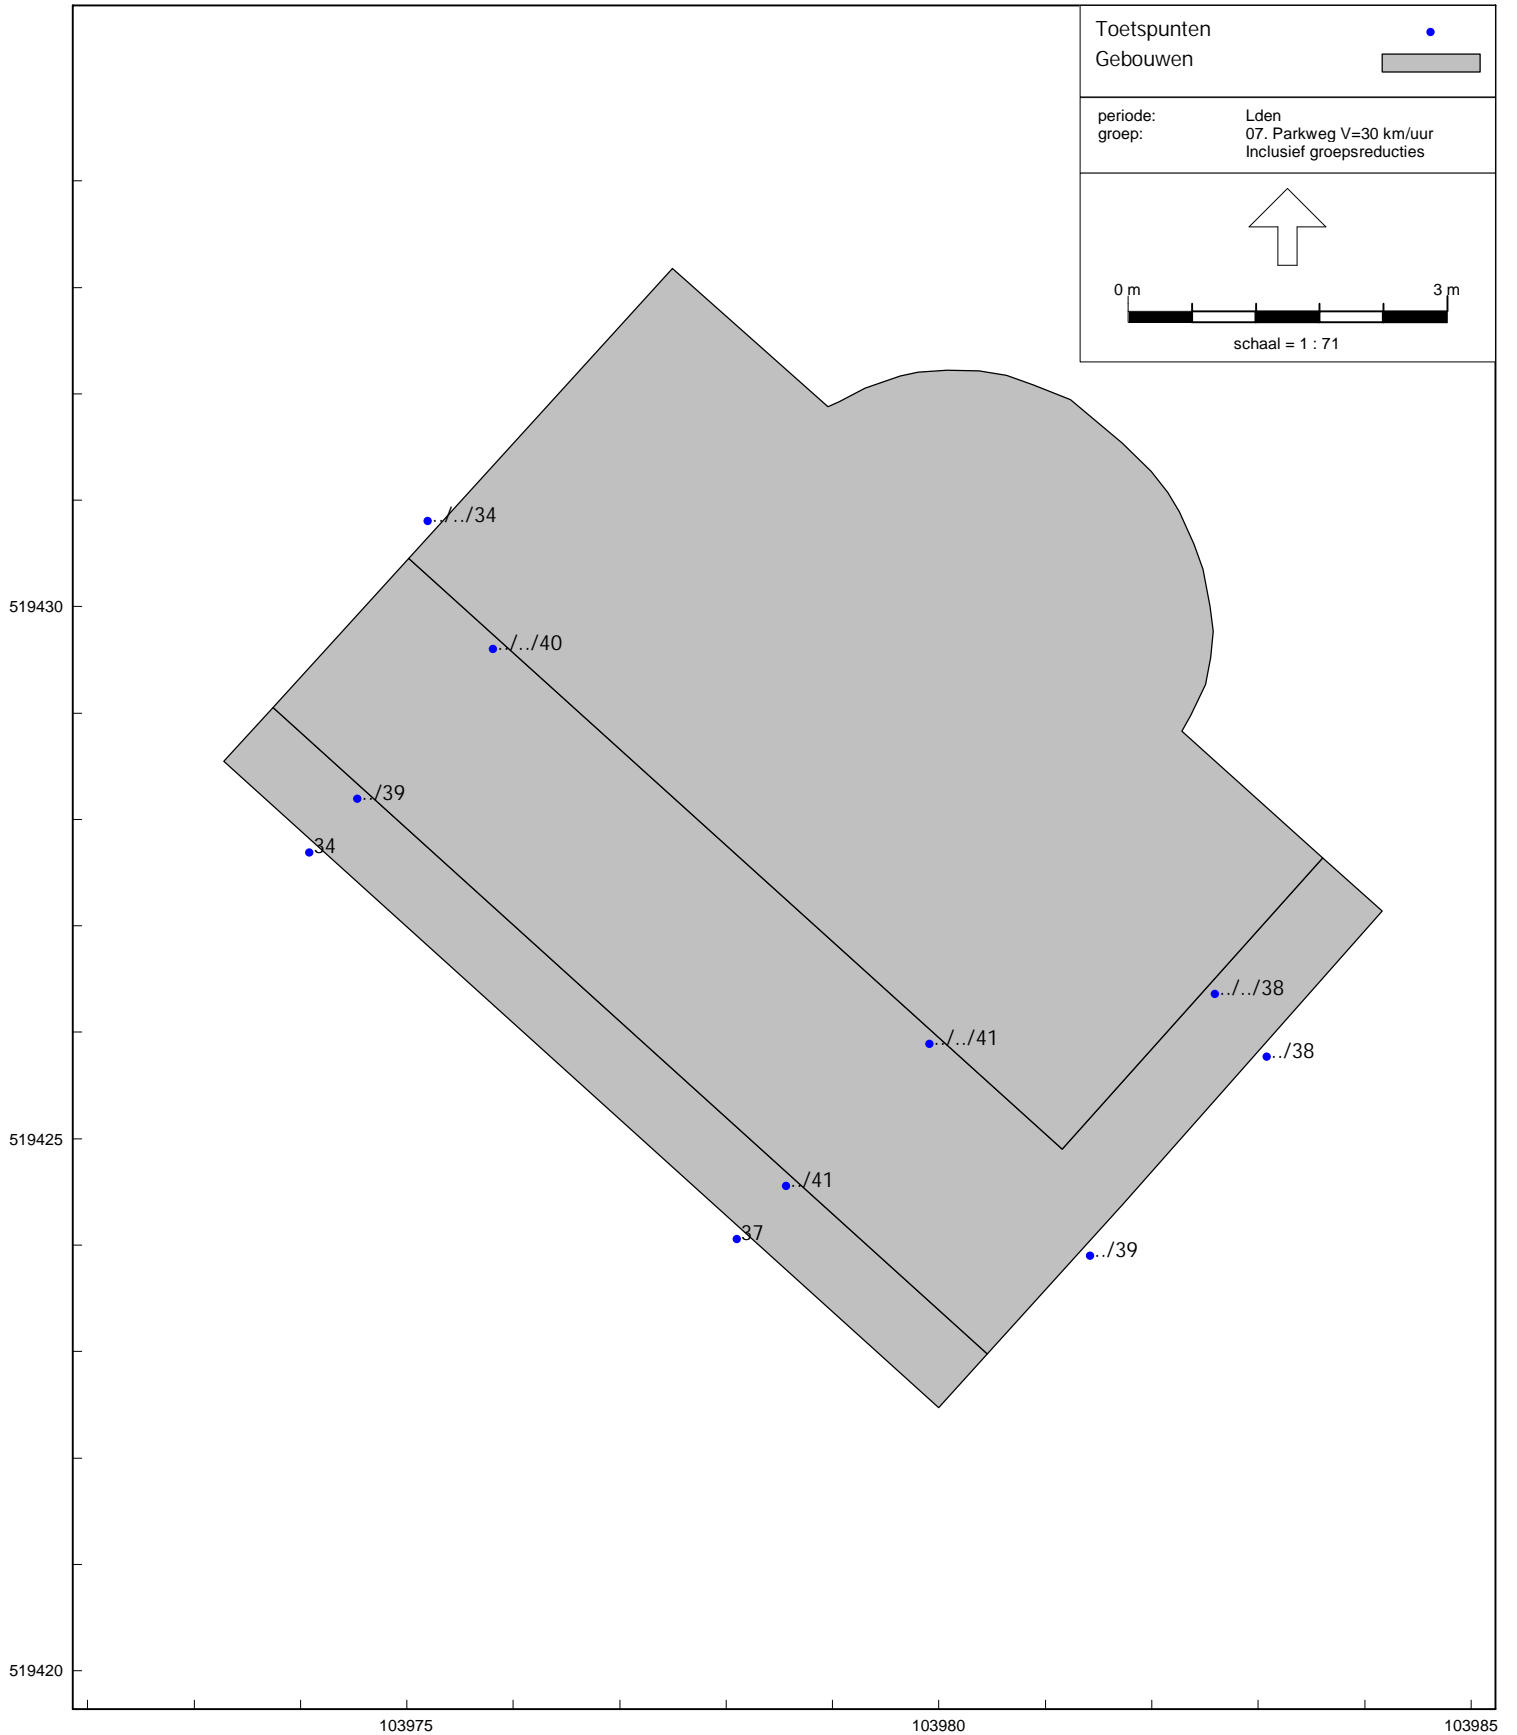 Toetspunten
Gebouwen
periode: Lden
groep: 07. Parkweg V=30 km/uur
Inclusief groepsreducties
0 m 3 m
schaal = 1 : 71
../../34
519430
../../40
../39
34
../../38
../../41
../38
519425
../41
37
../39
519420
103975 103980 103985